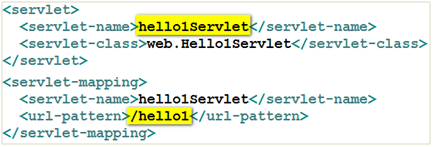 <servlet>
<servlet-name>hello1Servlet</servlet-name>
<servlet-class>web.Hello1Servlet</servlet-class>
</servlet>
<servlet-mapping>
<servlet-name>hello1Servlet</servlet-name>
<url-pattern>/hello1</url-pattern>
</servlet-mapping>